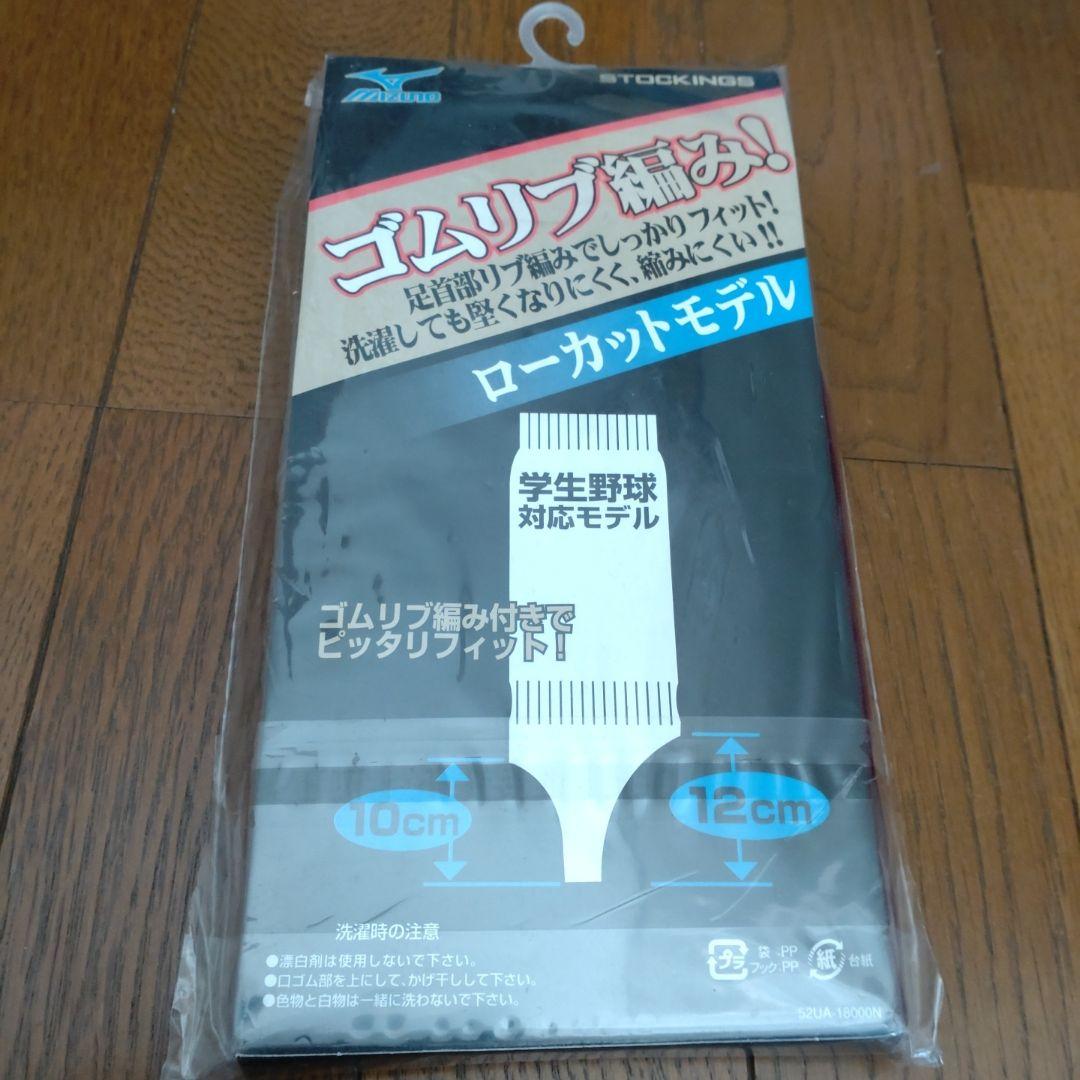 MIZUNO
STOCKINGS
ゴムリブ編み!
足首部リブ編みでしっかりフィット!
洗濯しても堅くなりにくく、縮みにくい!!
ローカットモデル
学生野球
対応モデル
ゴムリブ編み付きで
ピッタリフィット!
10cm
12cm
洗濯時の注意
●漂白剤は使用しないで下さい。
●口ゴム部を上にして、かげ干しして下さい。
●色物と白物は一緒に洗わないで下さい。
プラ
袋:PP
フック:PP
紙
台紙
52UA-18000N